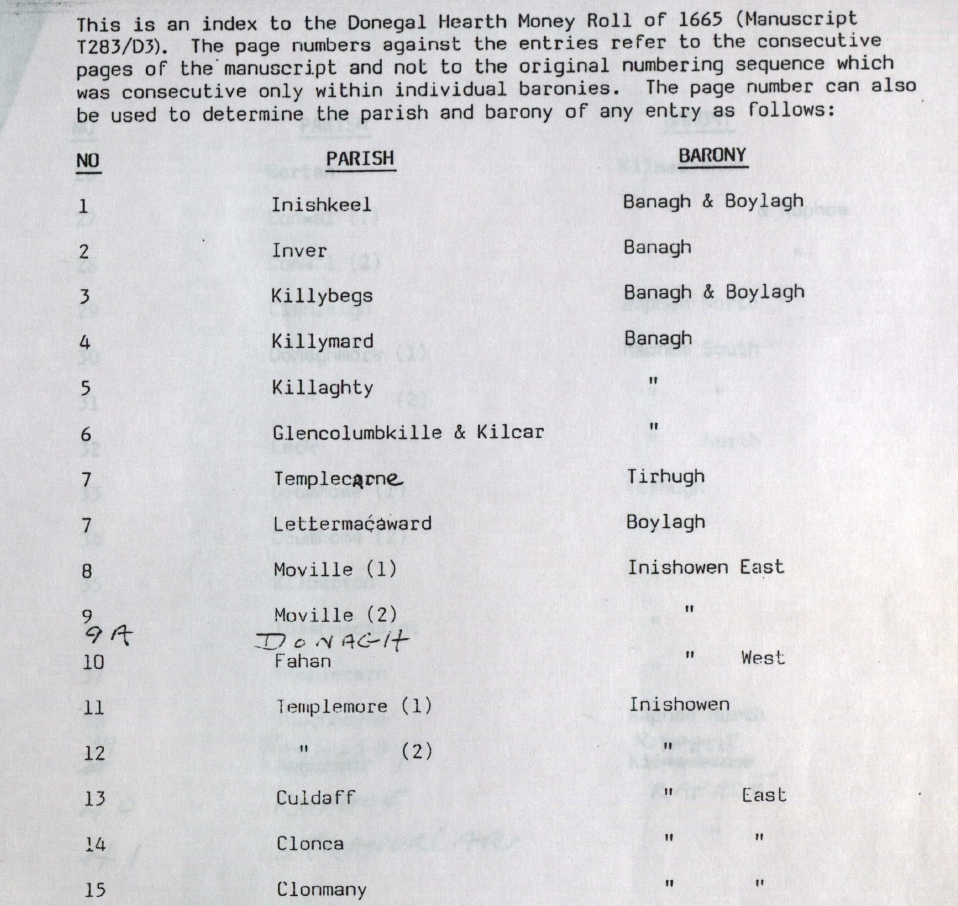 This is an index to the Donegal Hearth Money Roll of 1665 (Manuscript
T283/D3). The page numbers against the entries refer to the consecutive
pages of the manuscript and not to the original numbering sequence which
was consecutive only within individual baronies. The page number can also
be used to determine the parish and barony of any entry as follows:
NO PARISH BARONY
1 Inishkeel Banagh & Boylagh
2 Inver Banagh
3 Killybegs Banagh & Boylagh
4 Killymard Banagh
5 Killaghty "
6 Glencolumbkille & Kilcar "
7 Templecarne Tirhugh
7 Lettermacaward Boylagh
8 Moville (1) Inishowen East
9 Moville (2) "
9A DONAGH
10 Fahan " West
11 Templemore (1) Inishowen
12 " (2) "
13 Culdaff " East
14 Clonca " "
15 Clonmany " "